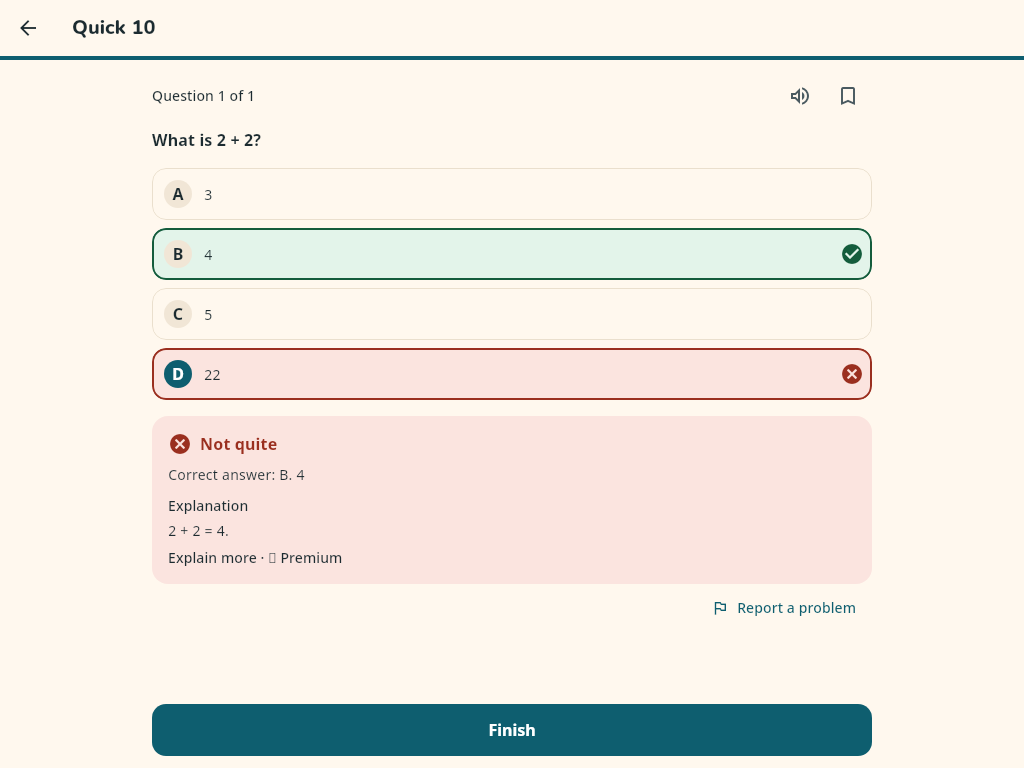 Quick 10
Question 1 of 1
What is 2 + 2?
A 3
B 4
C 5
D 22
Not quite
Correct answer: B. 4
Explanation
2 + 2 = 4.
Explain more · Premium
Report a problem
Finish